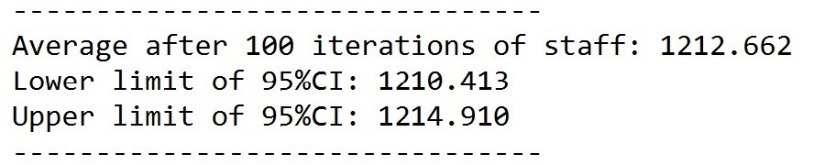 ---------------------------------
Average after 100 iterations of staff: 1212.662
Lower limit of 95%CI: 1210.413
Upper limit of 95%CI: 1214.910
---------------------------------